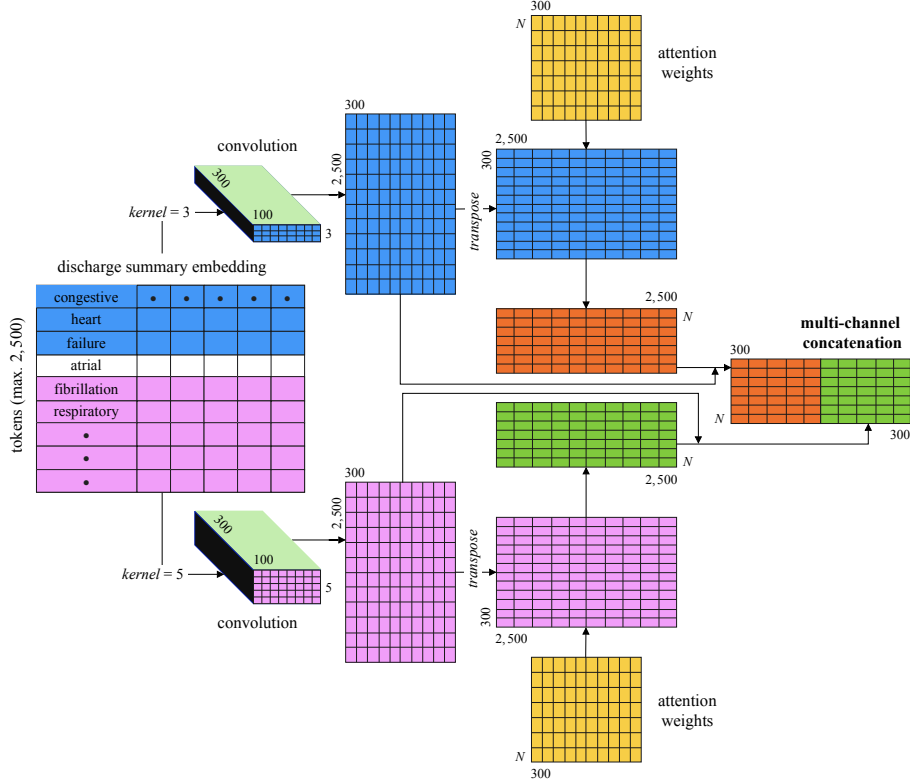 300
N
attention
weights
2,500
300
300
2,500
convolution
300
100
3
kernel = 3
transpose
discharge summary embedding
tokens (max. 2,500)
congestive
heart
failure
atrial
fibrillation
respiratory
2,500
N
multi-channel
concatenation
300
N
300
N
2,500
300
2,500
300
100
5
kernel = 5
convolution
transpose
300
2,500
attention
weights
N
300